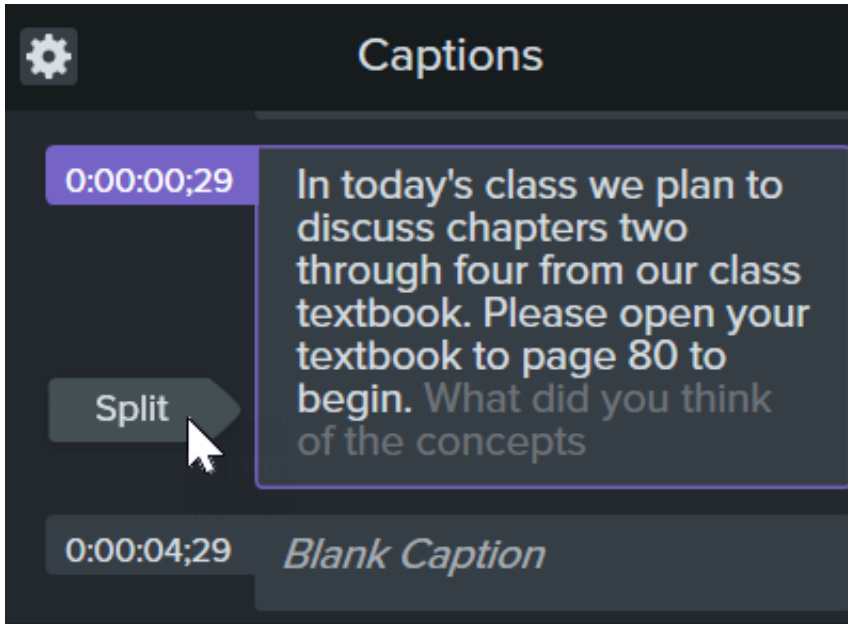 Captions
0:00:00;29
In today's class we plan to
discuss chapters two
through four from our class
textbook. Please open your
textbook to page 80 to
begin. What did you think
of the concepts
Split
0:00:04;29
Blank Caption